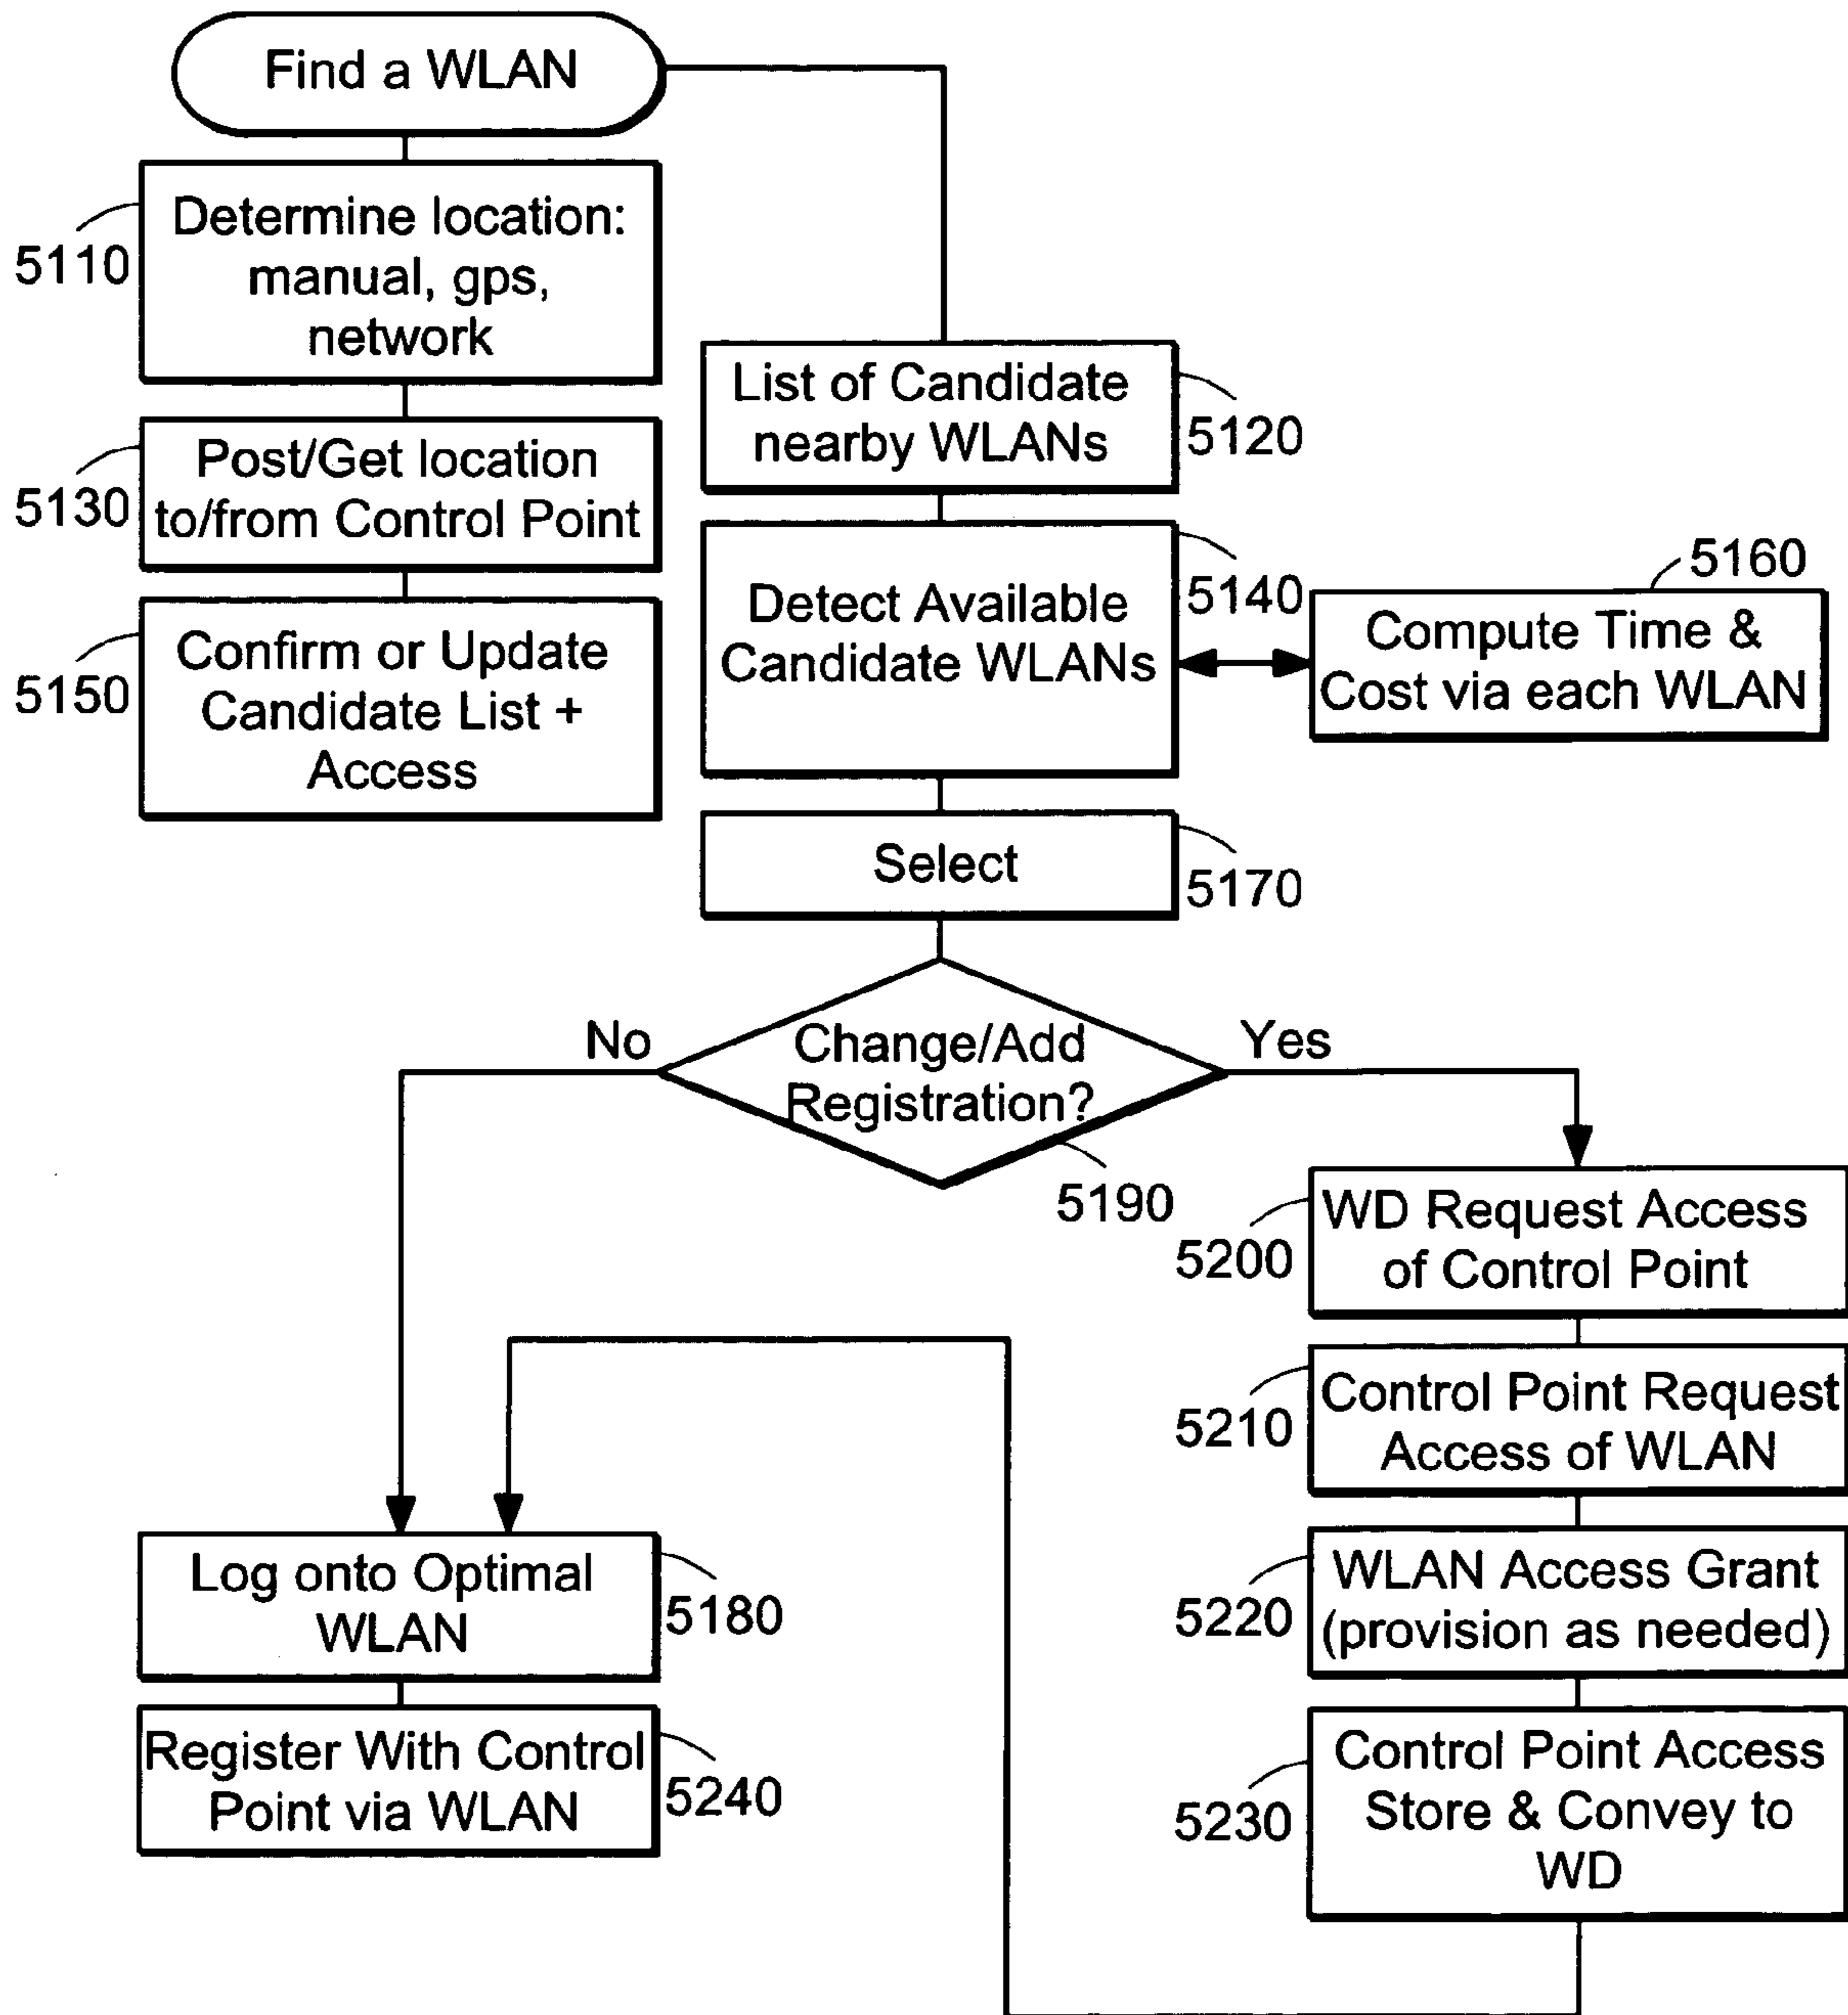 Find a WLAN
5110
Determine location:
manual, gps,
network
5130
Post/Get location
to/from Control Point
5150
Confirm or Update
Candidate List +
Access
List of Candidate
nearby WLANs
5120
Detect Available
Candidate WLANs
5140
5160
Compute Time &
Cost via each WLAN
Select
5170
No
Change/Add
Registration?
Yes
5190
5200
WD Request Access
of Control Point
5210
Control Point Request
Access of WLAN
5220
WLAN Access Grant
(provision as needed)
5230
Control Point Access
Store & Convey to
WD
Log onto Optimal
WLAN
5180
Register With Control
Point via WLAN
5240